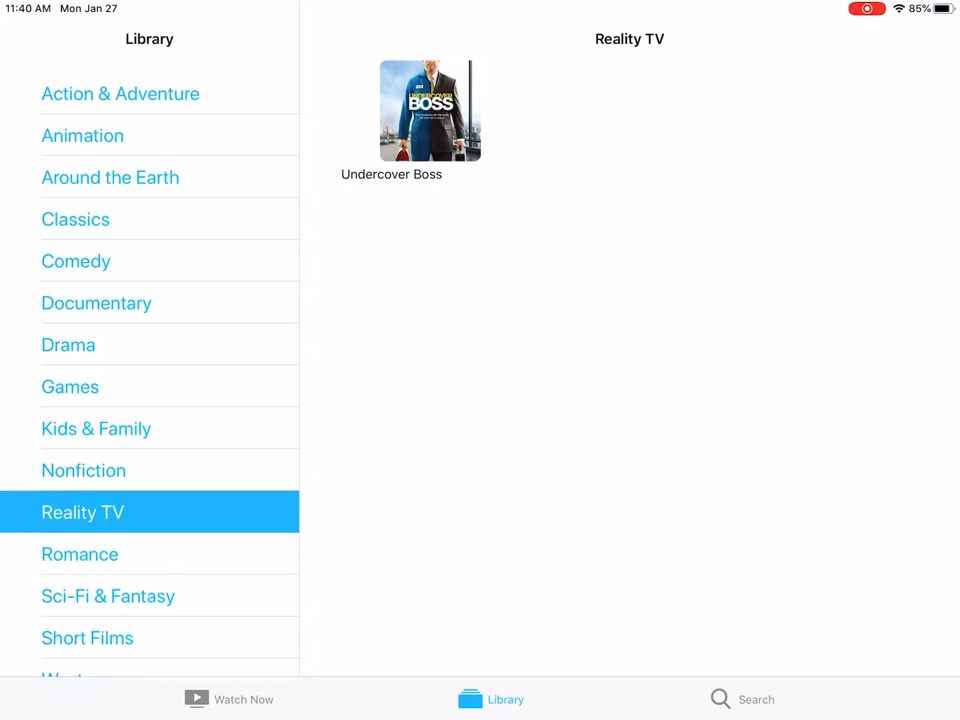 11:40 AM Mon Jan 27
85%
Library
Action & Adventure
Animation
Around the Earth
Classics
Comedy
Documentary
Drama
Games
Kids & Family
Nonfiction
Reality TV
Romance
Sci-Fi & Fantasy
Short Films
Reality TV
UNDERCOVER
BOSS
Undercover Boss
Watch Now
Library
Search